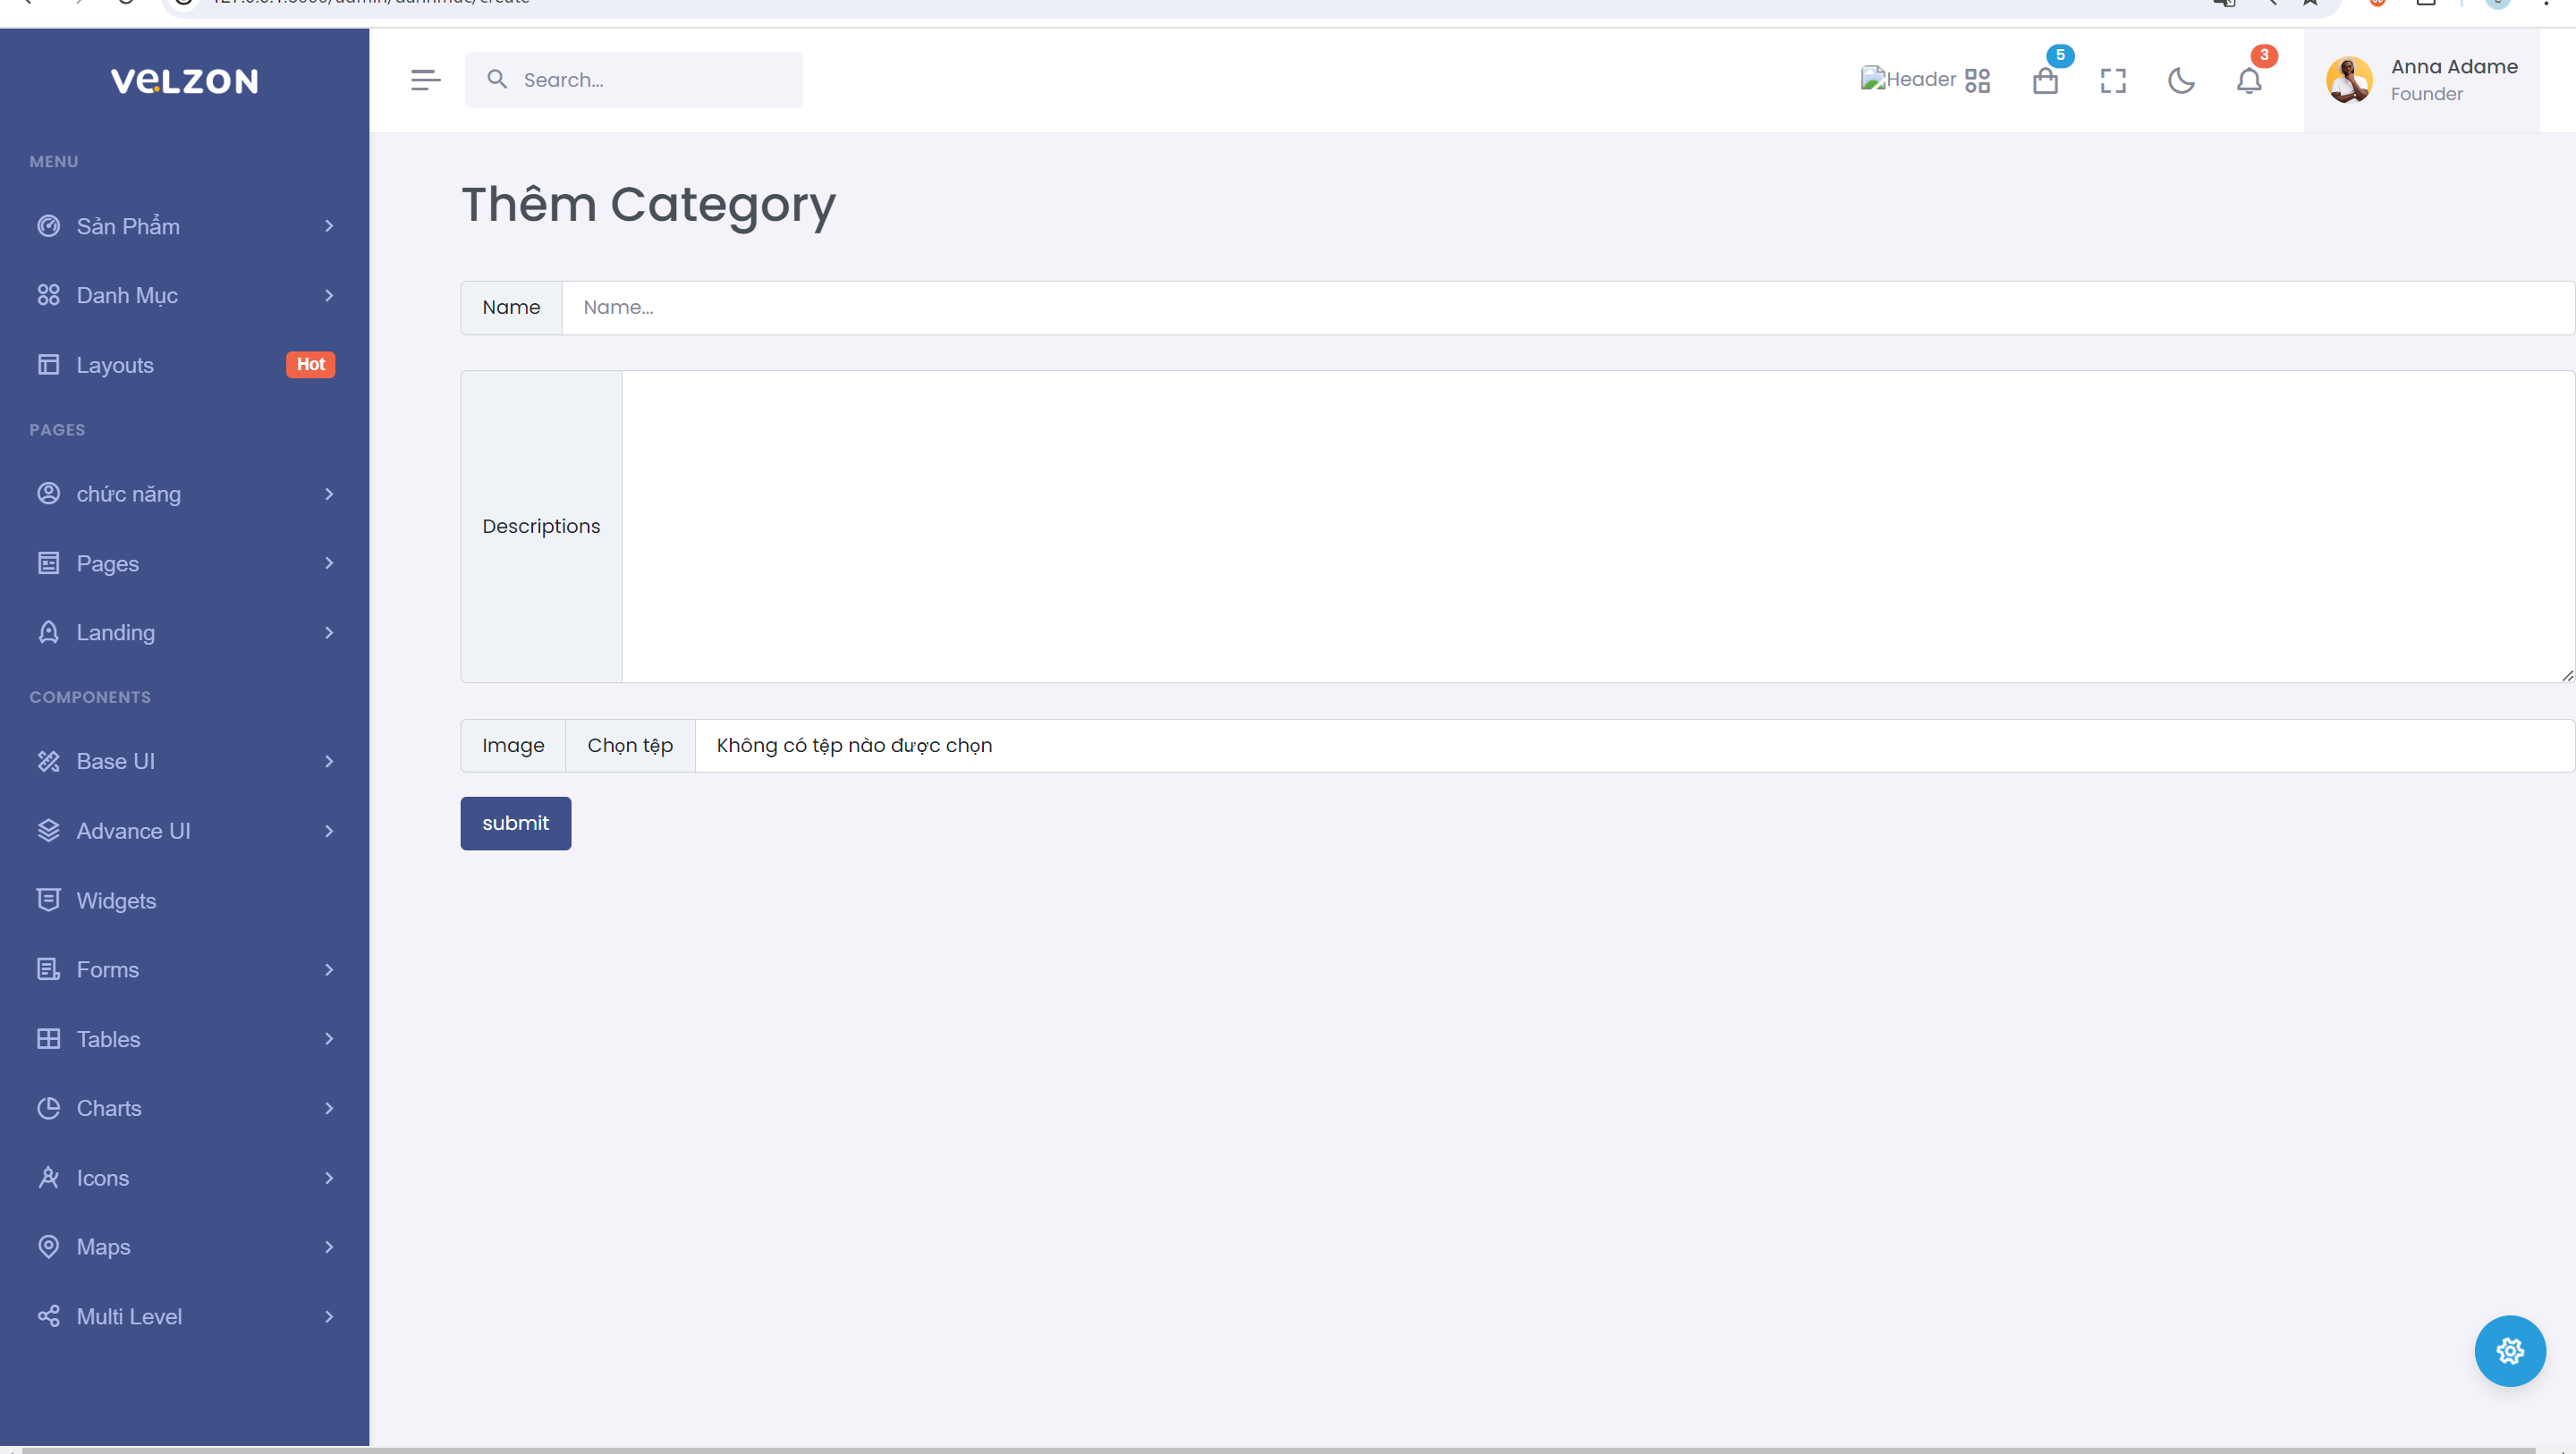 VELZON
Search...
Header
5
3
Anna Adame
Founder
MENU
Sản Phẩm
Danh Mục
Layouts
Hot
PAGES
chức năng
Pages
Landing
COMPONENTS
Base UI
Advance UI
Widgets
Forms
Tables
Charts
Icons
Maps
Multi Level
Thêm Category
Name
Name...
Descriptions
Image
Chọn tệp
Không có tệp nào được chọn
submit